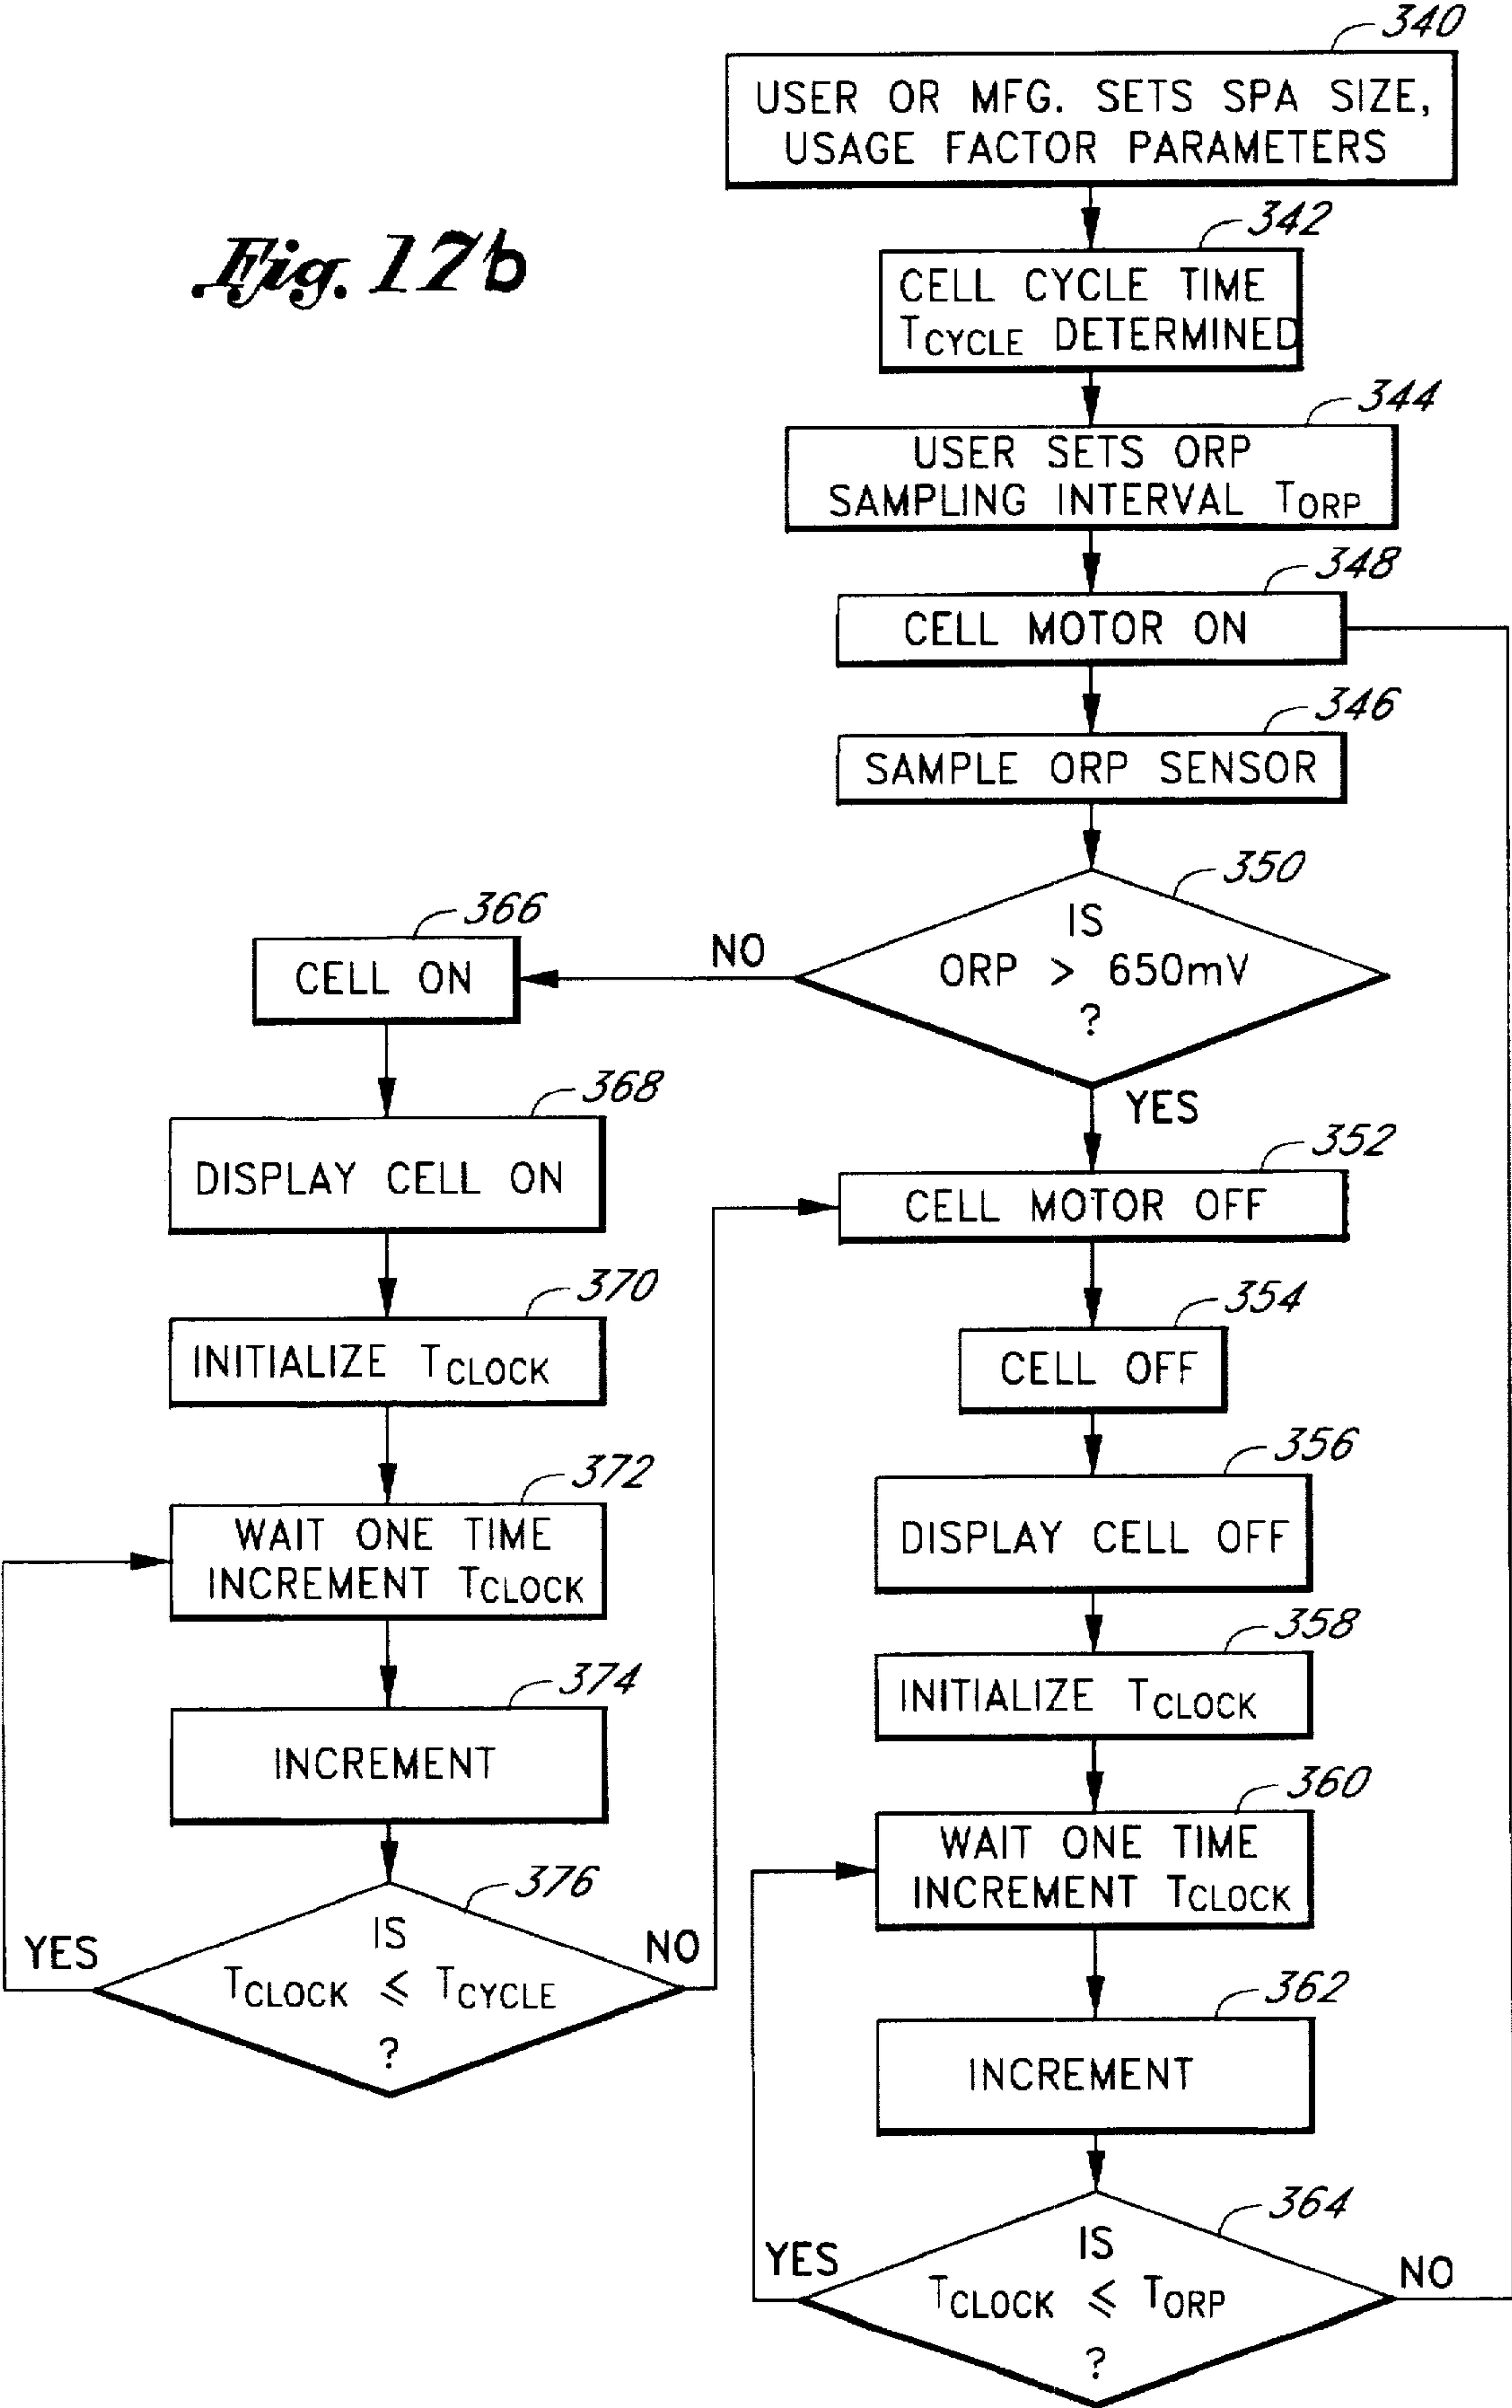 Fig. 17b
340
USER OR MFG. SETS SPA SIZE,
USAGE FACTOR PARAMETERS
342
CELL CYCLE TIME
TCYCLE DETERMINED
344
USER SETS ORP
SAMPLING INTERVAL TORP
348
CELL MOTOR ON
346
SAMPLE ORP SENSOR
350
IS
ORP > 650mV
?
NO
YES
366
CELL ON
368
DISPLAY CELL ON
370
INITIALIZE TCLOCK
372
WAIT ONE TIME
INCREMENT TCLOCK
374
INCREMENT
376
IS
TCLOCK ⩽ TCYCLE
?
YES
NO
352
CELL MOTOR OFF
354
CELL OFF
356
DISPLAY CELL OFF
358
INITIALIZE TCLOCK
360
WAIT ONE TIME
INCREMENT TCLOCK
362
INCREMENT
364
IS
TCLOCK ⩽ TORP
?
YES
NO